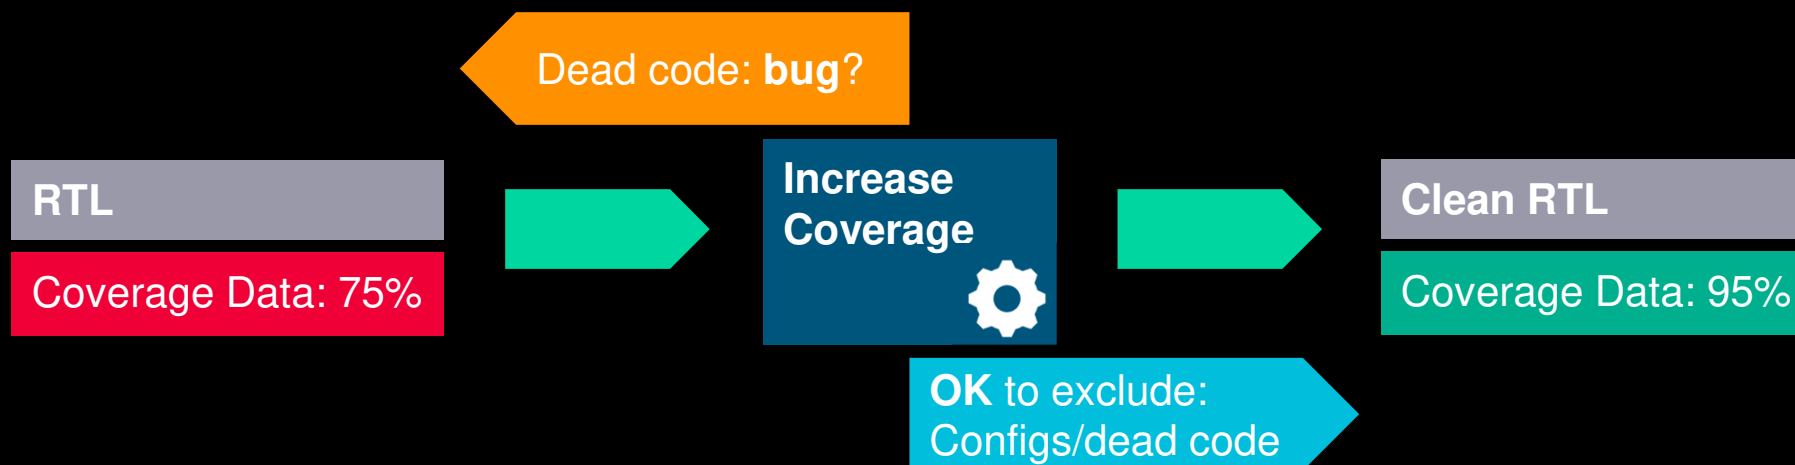 Dead code: bug?
RTL
Coverage Data: 75%
Increase
Coverage
Clean RTL
Coverage Data: 95%
OK to exclude:
Configs/dead code